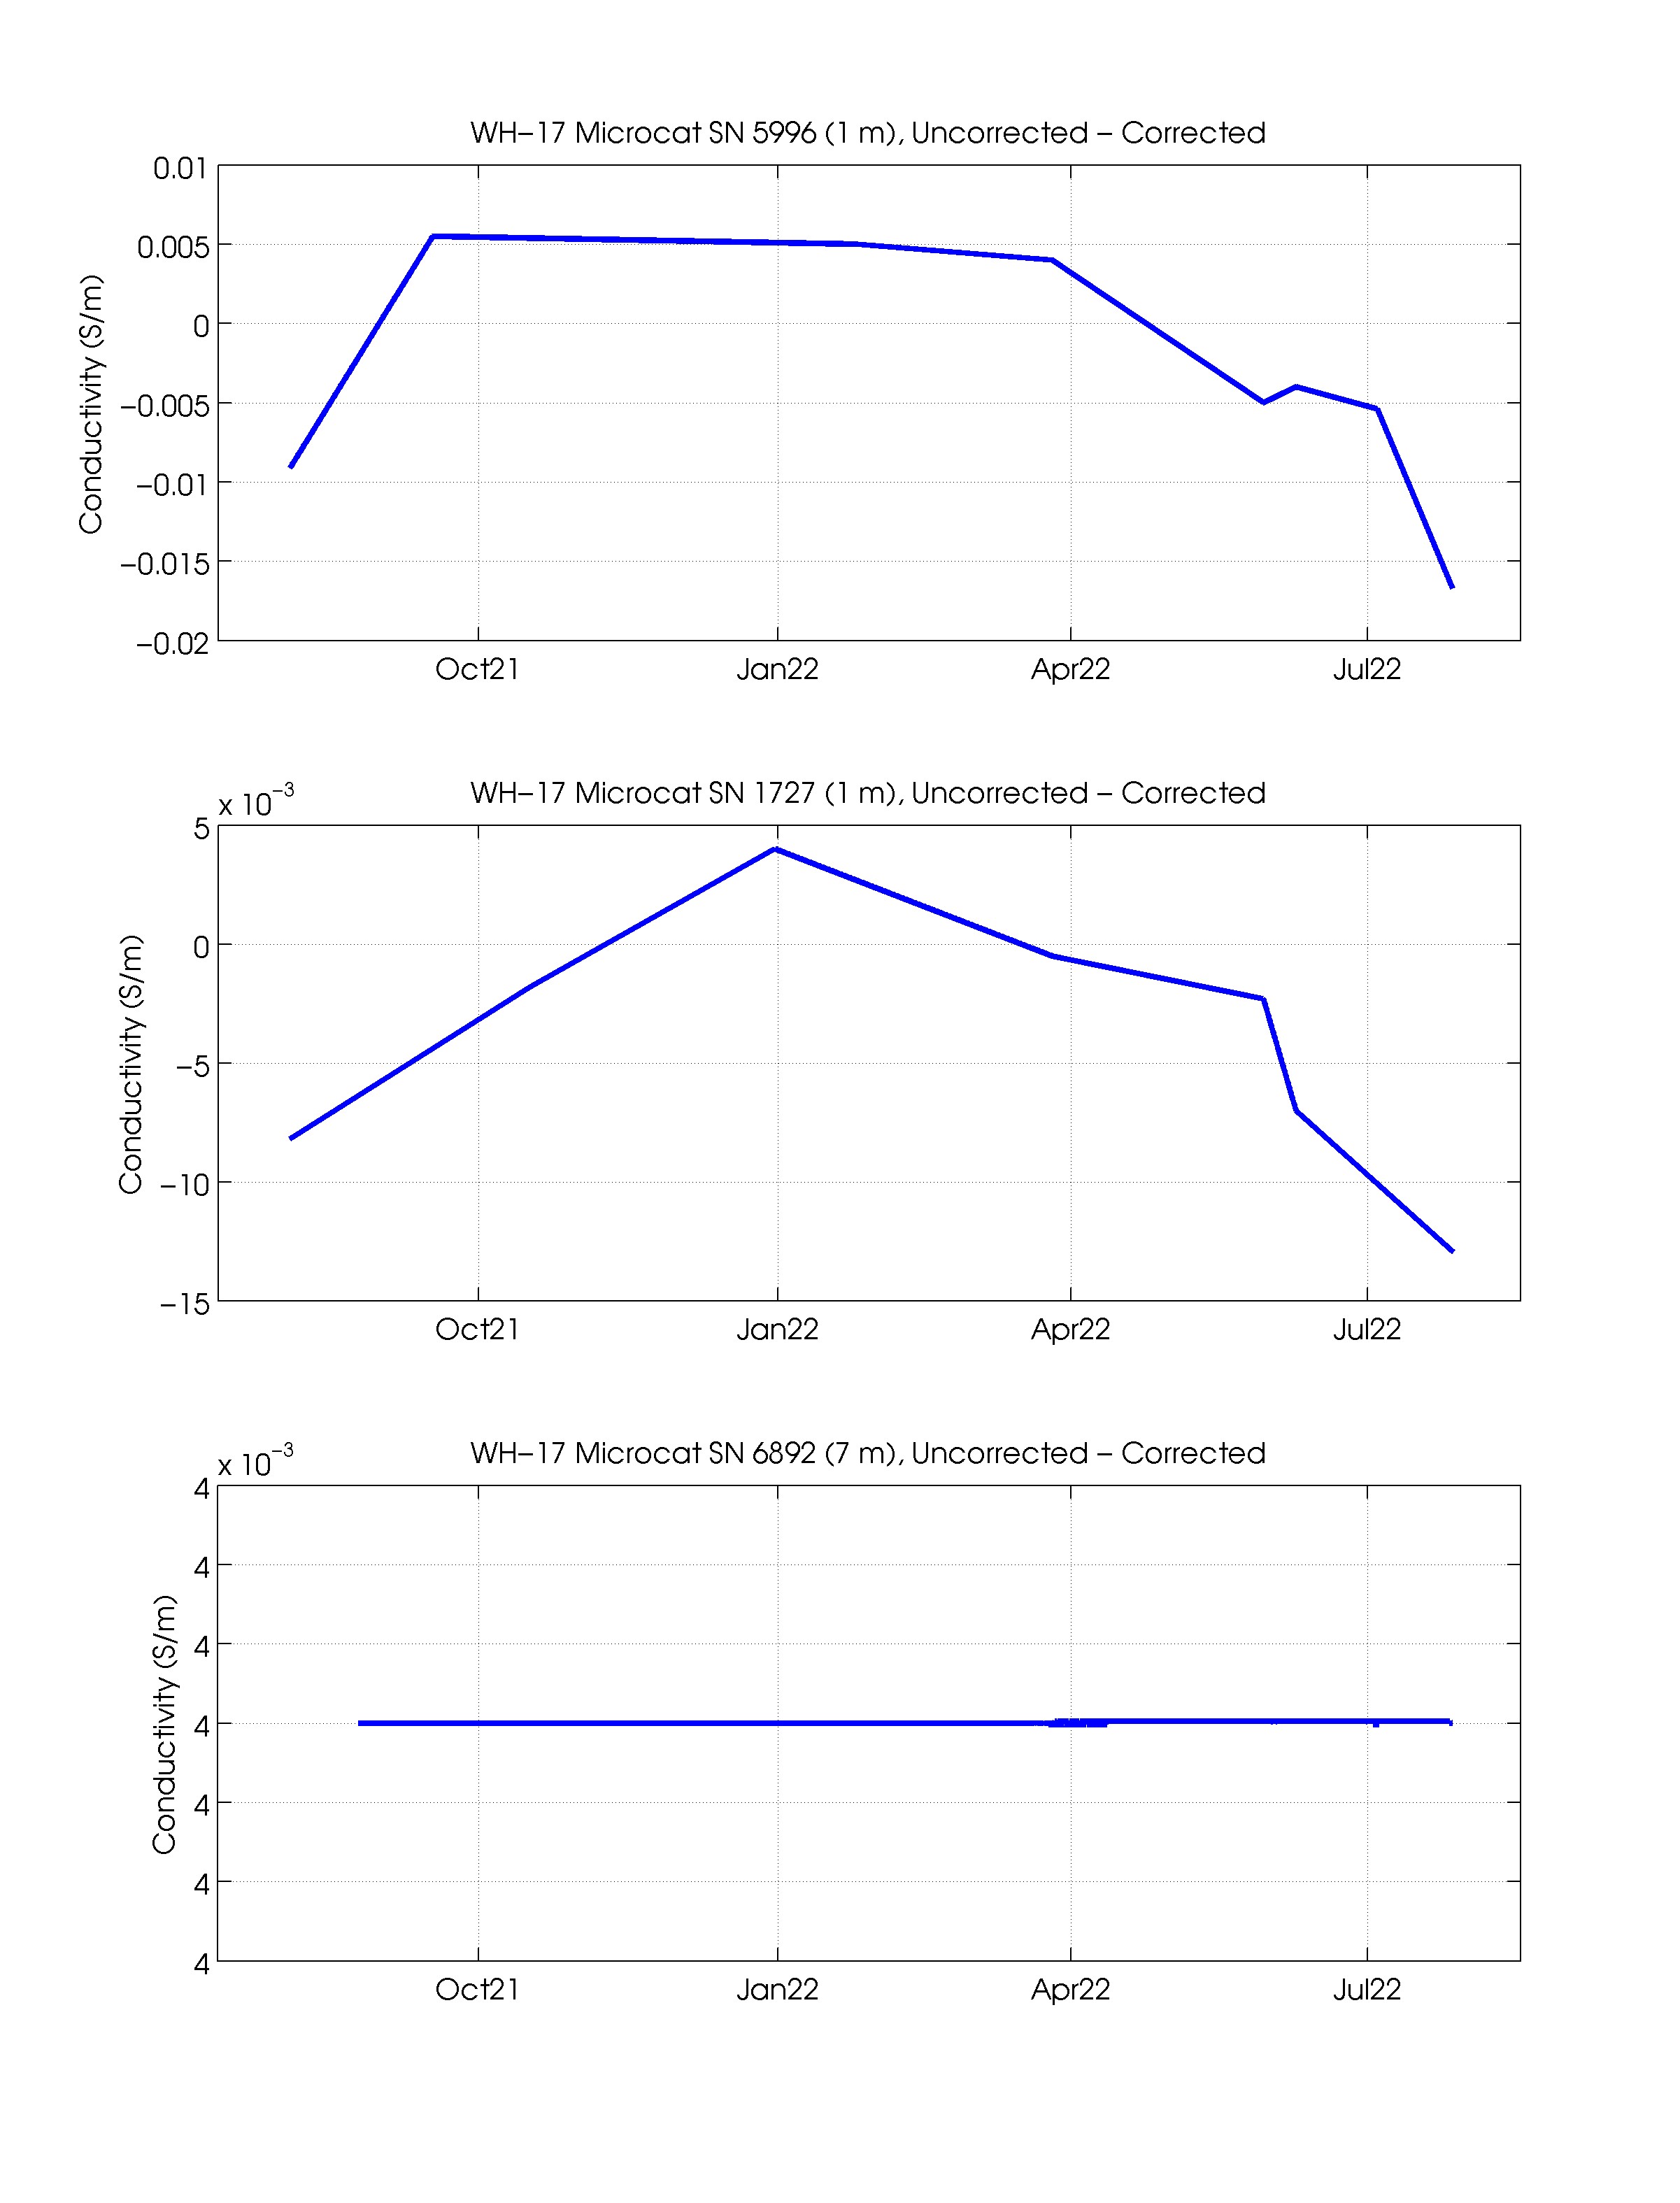 WH−17 Microcat SN 5996 (1 m), Uncorrected − Corrected
0.01
0.005
0
−0.005
−0.01
−0.015
−0.02
Conductivity (S/m)
Oct21 Jan22 Apr22 Jul22
WH−17 Microcat SN 1727 (1 m), Uncorrected − Corrected
x 10−3
5
0
−5
−10
−15
Conductivity (S/m)
Oct21 Jan22 Apr22 Jul22
WH−17 Microcat SN 6892 (7 m), Uncorrected − Corrected
x 10−3
4
4
4
4
4
4
4
Conductivity (S/m)
Oct21 Jan22 Apr22 Jul22